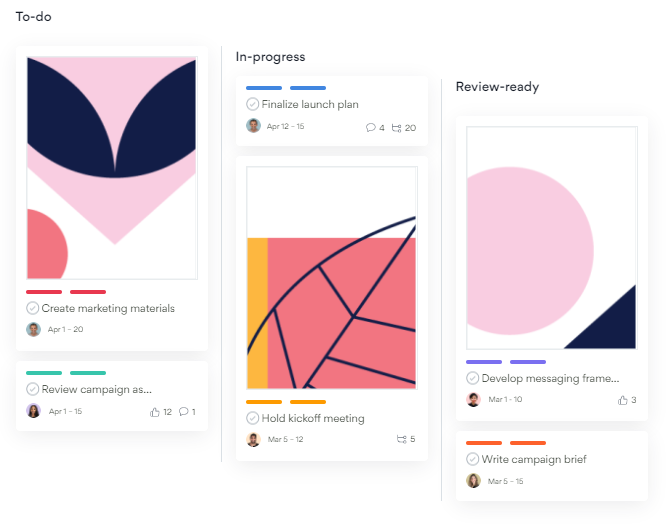 To-do
Create marketing materials
Apr 1 – 20
Review campaign as...
Apr 1 – 15
12
1
In-progress
Finalize launch plan
Apr 12 – 15
4
20
Hold kickoff meeting
Mar 5 – 12
5
Review-ready
Develop messaging frame...
Mar 1 - 10
3
Write campaign brief
Mar 5 – 15